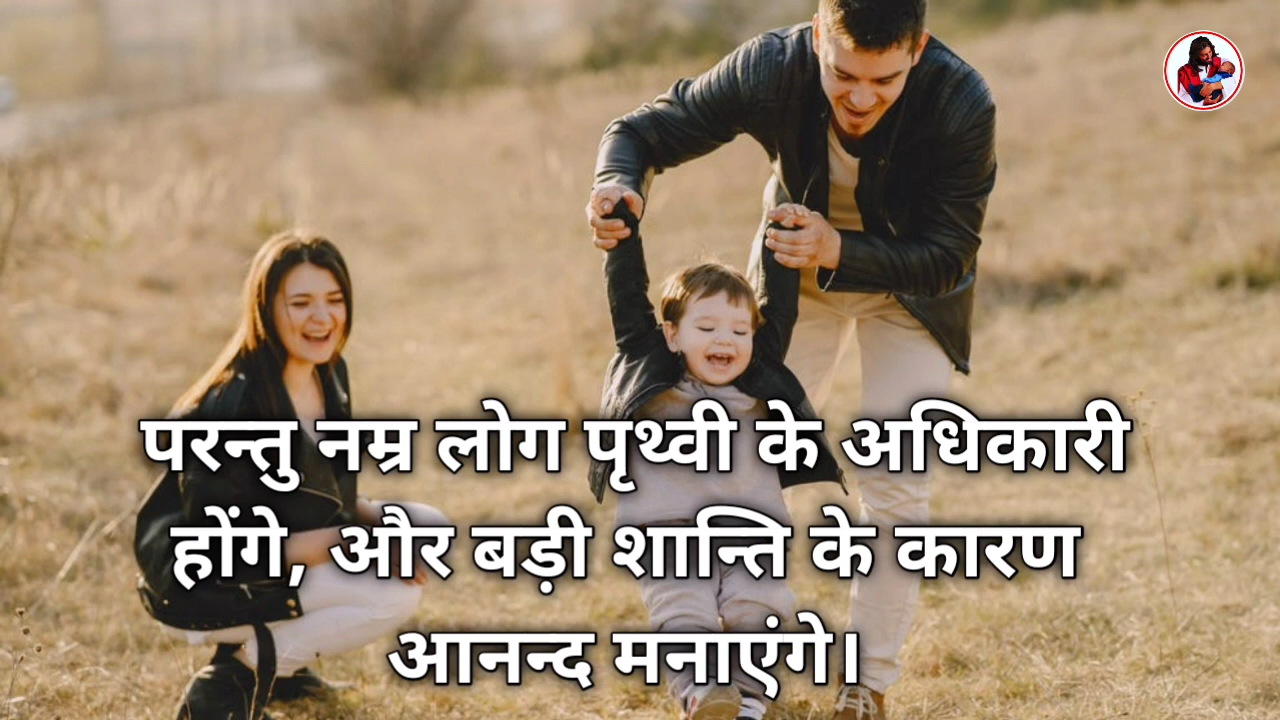 परन्तु नम्र लोग पृथ्वी के अधिकारी
होंगे, और बड़ी शान्ति के कारण
आनन्द मनाएंगे।